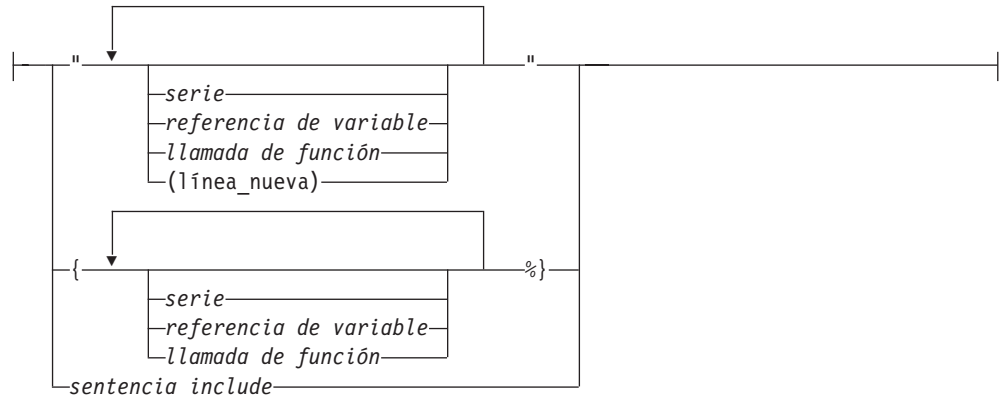 " "
serie
referencia de variable
llamada de función
(línea_nueva)
{ %}
serie
referencia de variable
llamada de función
sentencia include